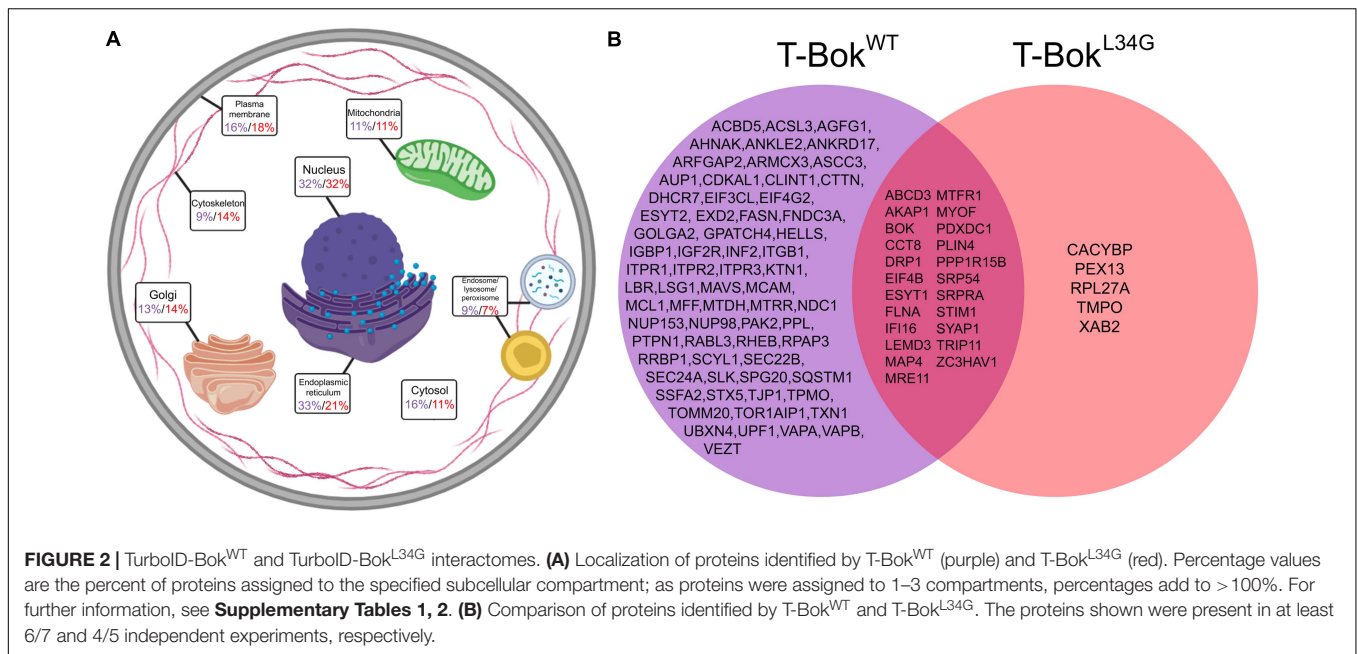 A
Plasma
membrane
16%/18%
Mitochondria
11%/11%
Nucleus
32%/32%
Cytoskeleton
9%/14%
Golgi
13%/14%
Endosome/
lysosome/
peroxisome
9%/7%
Endoplasmic
reticulum
33%/21%
Cytosol
16%/11%
B
T-Bok^WT
T-Bok^L34G
ACBD5,ACSL3,AGFG1,
AHNAK,ANKLE2,ANKRD17,
ARFGAP2,ARMCX3,ASCC3,
AUP1,CDKAL1,CLINT1,CTTN,
DHCR7,EIF3CL,EIF4G2,
ESYT2, EXD2,FASN,FNDC3A,
GOLGA2, GPATCH4,HELLS,
IGBP1,IGF2R,INF2,ITGB1,
ITPR1,ITPR2,ITPR3,KTN1,
LBR,LSG1,MAVS,MCAM,
MCL1,MFF,MTDH,MTRR,NDC1
NUP153,NUP98,PAK2,PPL,
PTPN1,RABL3,RHEB,RPAP3
RRBP1,SCYL1,SEC22B,
SEC24A,SLK,SPG20,SQSTM1
SSFA2,STX5,TJP1,TPMO,
TOMM20,TOR1AIP1,TXN1
UBXN4,UPF1,VAPA,VAPB,
VEZT
ABCD3 MTFR1
AKAP1 MYOF
BOK PDXDC1
CCT8 PLIN4
DRP1 PPP1R15B
EIF4B SRP54
ESYT1 SRPRA
FLNA STIM1
IFI16 SYAP1
LEMD3 TRIP11
MAP4 ZC3HAV1
MRE11
CACYBP
PEX13
RPL27A
TMPO
XAB2
FIGURE 2 | TurboID-Bok^WT and TurboID-Bok^L34G interactomes. (A) Localization of proteins identified by T-Bok^WT (purple) and T-Bok^L34G (red). Percentage values
are the percent of proteins assigned to the specified subcellular compartment; as proteins were assigned to 1–3 compartments, percentages add to >100%. For
further information, see Supplementary Tables 1, 2. (B) Comparison of proteins identified by T-Bok^WT and T-Bok^L34G. The proteins shown were present in at least
6/7 and 4/5 independent experiments, respectively.